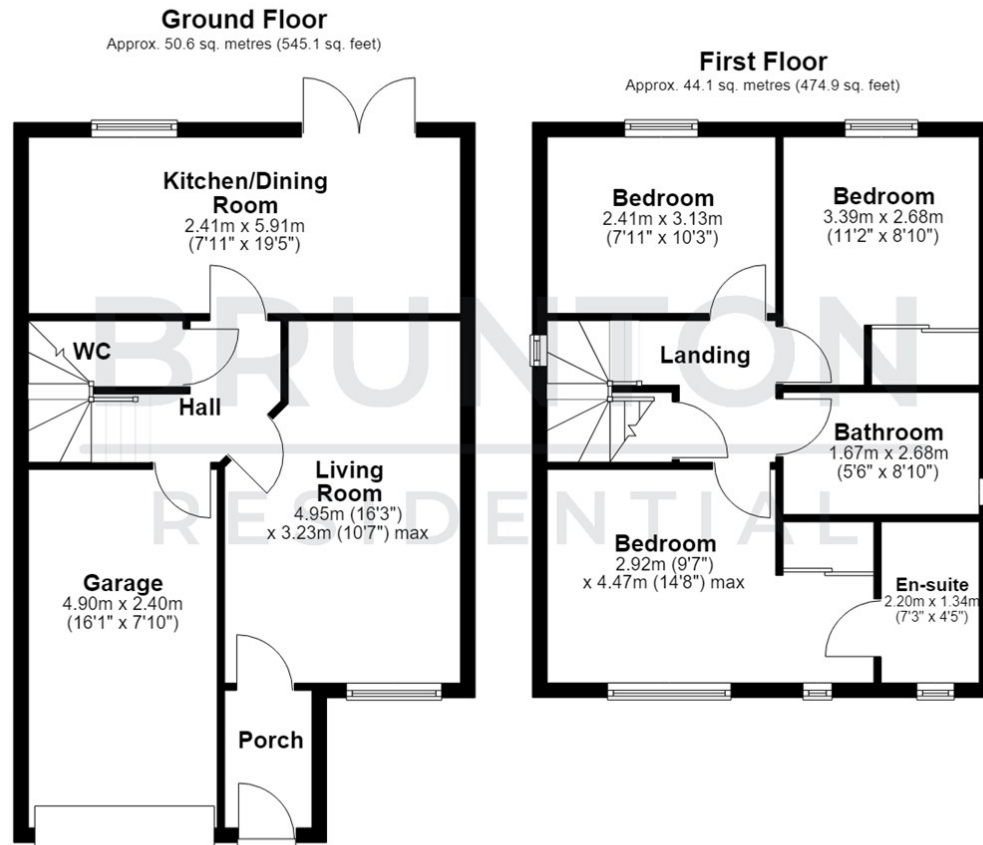 Ground Floor
Approx. 50.6 sq. metres (545.1 sq. feet)
Kitchen/Dining
Room
2.41m x 5.91m
(7'11" x 19'5")
WC
Hall
Living
Room
4.95m (16'3")
x 3.23m (10'7") max
Garage
4.90m x 2.40m
(16'1" x 7'10")
Porch
First Floor
Approx. 44.1 sq. metres (474.9 sq. feet)
Bedroom
2.41m x 3.13m
(7'11" x 10'3")
Bedroom
3.39m x 2.68m
(11'2" x 8'10")
Landing
Bathroom
1.67m x 2.68m
(5'6" x 8'10")
Bedroom
2.92m (9'7")
x 4.47m (14'8") max
En-suite
2.20m x 1.34m
(7'3" x 4'5")
BRUNTON
RESIDENTIAL